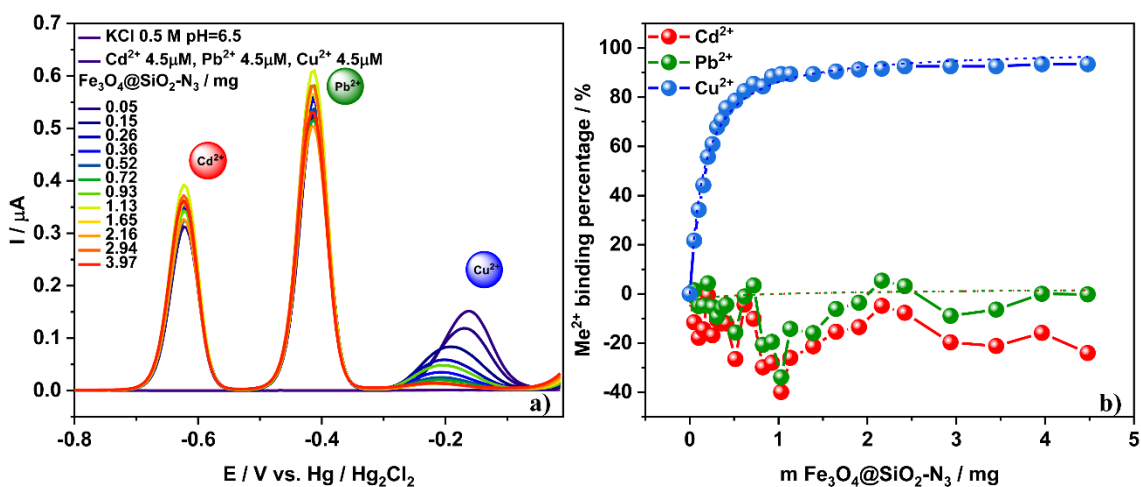 KCl 0.5 M pH=6.5
Cd²⁺ 4.5μM, Pb²⁺ 4.5μM, Cu²⁺ 4.5μM
Fe₃O₄@SiO₂-N₃ / mg
0.05
0.15
0.26
0.36
0.52
0.72
0.93
1.13
1.65
2.16
2.94
3.97
Cd²⁺
Pb²⁺
Cu²⁺
0.7
0.6
0.5
0.4
0.3
0.2
0.1
0.0
I / μA
-0.8
-0.6
-0.4
-0.2
E / V vs. Hg / Hg₂Cl₂
a)
Cd²⁺
Pb²⁺
Cu²⁺
100
80
60
40
20
0
-20
-40
Me²⁺ binding percentage / %
0
1
2
3
4
5
m Fe₃O₄@SiO₂-N₃ / mg
b)